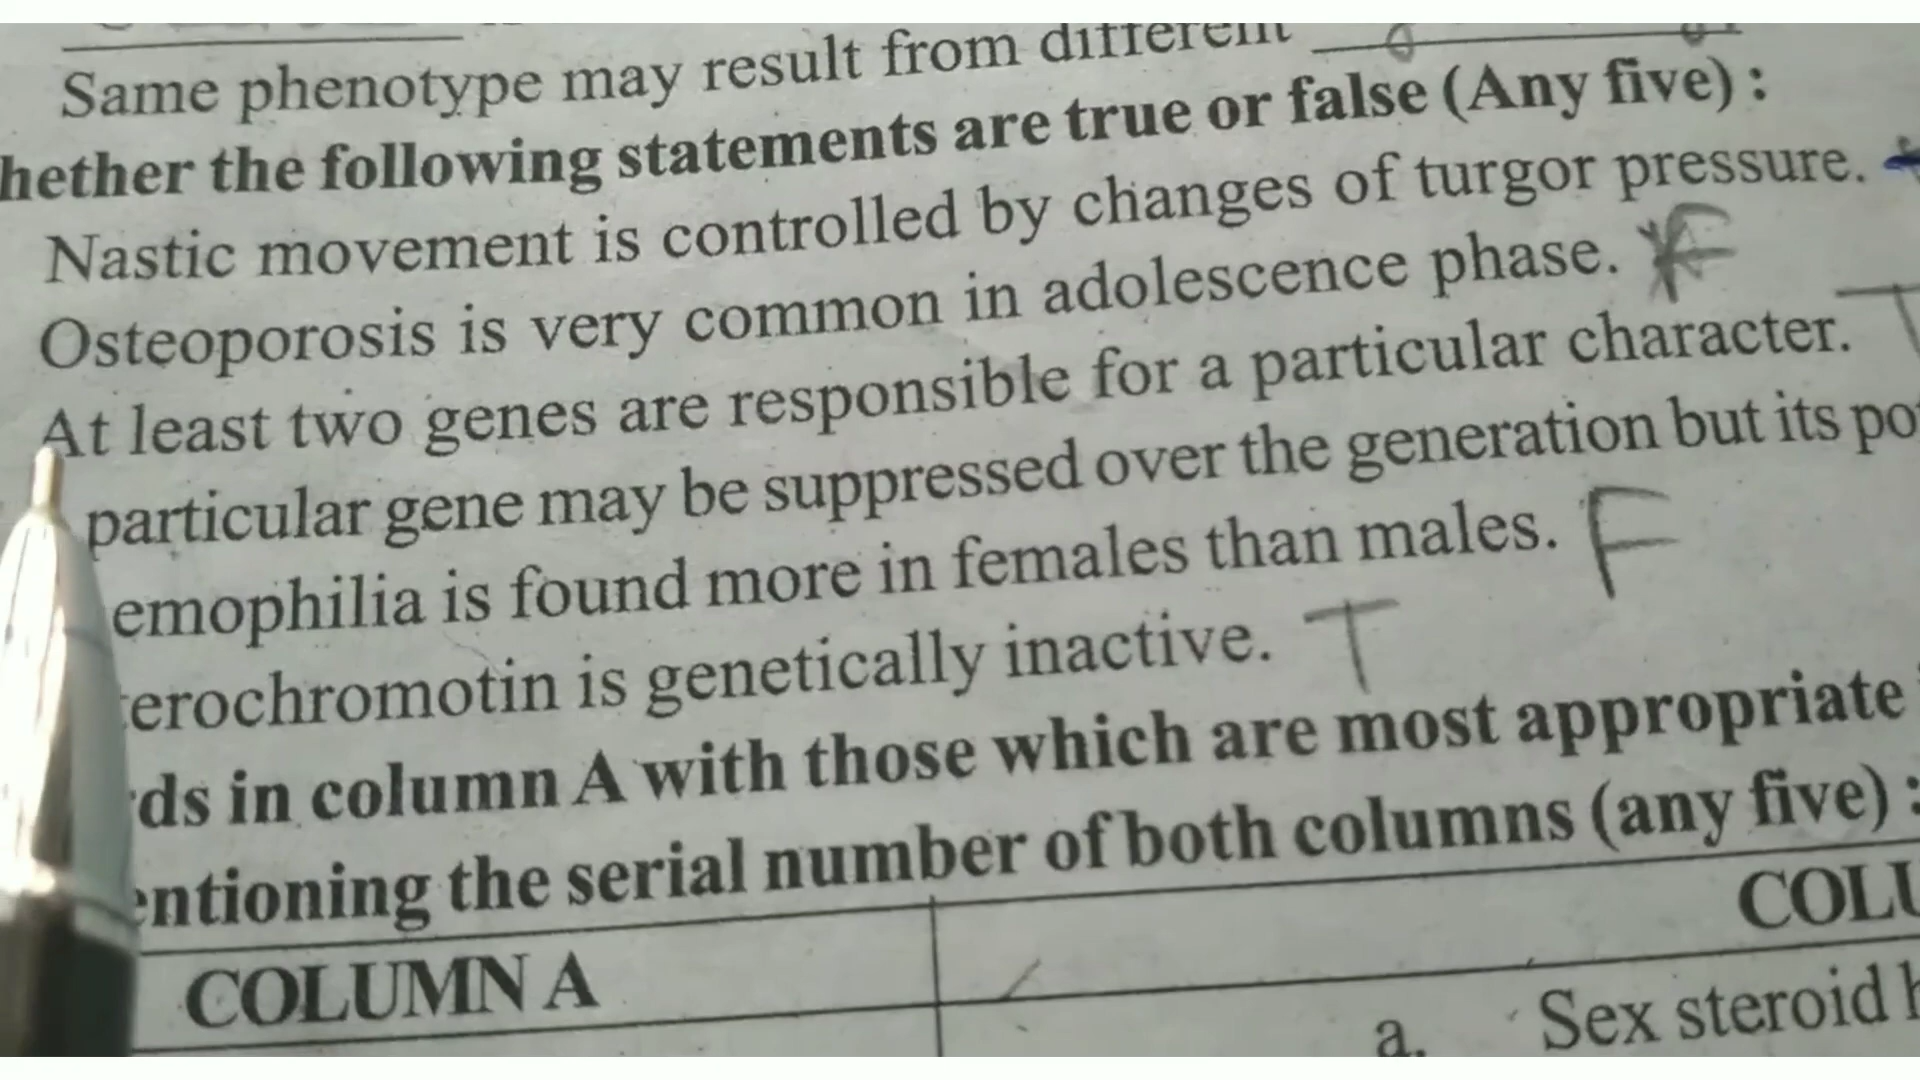 Same phenotype may result from different
hether the following statements are true or false (Any five) :
Nastic movement is controlled by changes of turgor pressure.
Osteoporosis is very common in adolescence phase. F
At least two genes are responsible for a particular character. T
particular gene may be suppressed over the generation but its po
emophilia is found more in females than males. F
erochromotin is genetically inactive. T
ds in column A with those which are most appropriate
entioning the serial number of both columns (any five) :
COLUMN A COLU
a. Sex steroid h